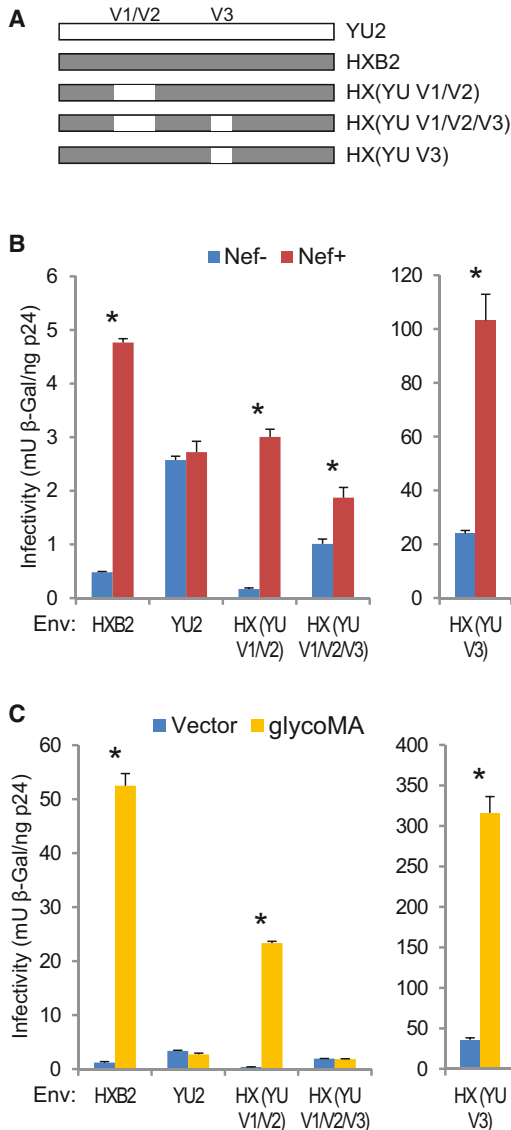 A
V1/V2 V3
YU2
HXB2
HX(YU V1/V2)
HX(YU V1/V2/V3)
HX(YU V3)
B
Nef- Nef+
Infectivity (mU β-Gal/ng p24)
6
5
4
3
2
1
0
*
*
*
120
100
80
60
40
20
0
*
Env: HXB2 YU2 HX (YU V1/V2) HX (YU V1/V2/V3) HX (YU V3)
C
Vector glycoMA
Infectivity (mU β-Gal/ng p24)
60
50
40
30
20
10
0
*
*
400
350
300
250
200
150
100
50
0
*
Env: HXB2 YU2 HX (YU V1/V2) HX (YU V1/V2/V3) HX (YU V3)